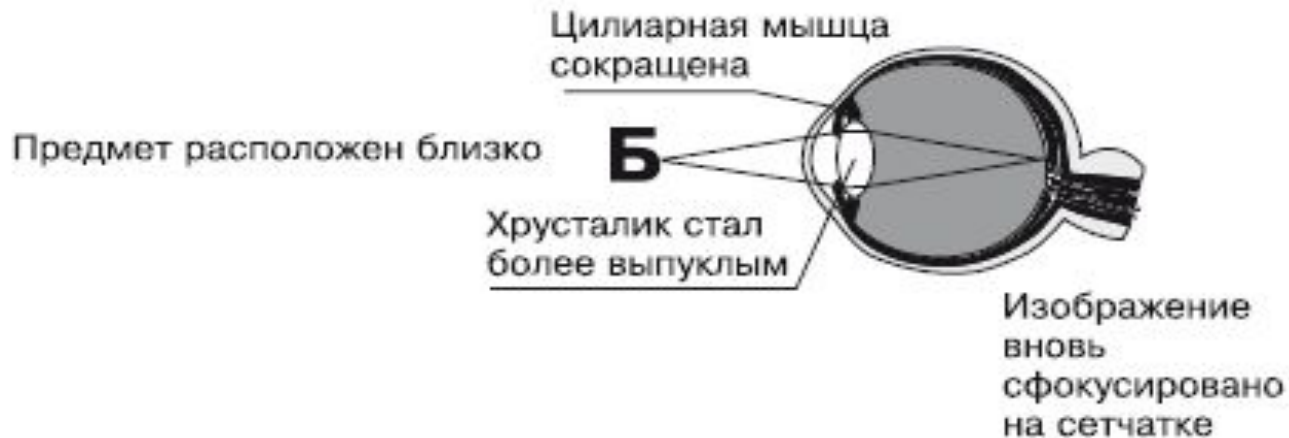 Цилиарная мышца
сокращена
Предмет расположен близко
Б
Хрусталик стал
более выпуклым
Изображение
вновь
сфокусировано
на сетчатке